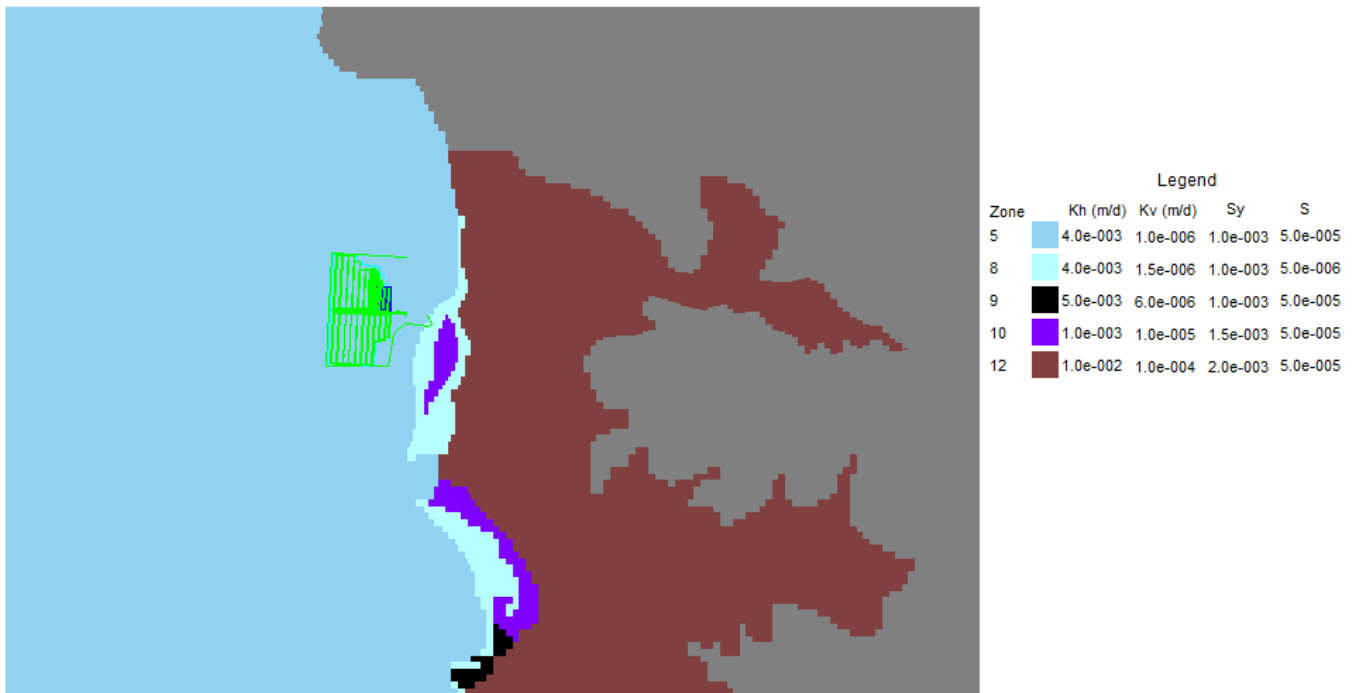 Legend
Zone Kh (m/d) Kv (m/d) Sy S
5 4.0e-003 1.0e-006 1.0e-003 5.0e-005
8 4.0e-003 1.5e-006 1.0e-003 5.0e-006
9 5.0e-003 6.0e-006 1.0e-003 5.0e-005
10 1.0e-003 1.0e-005 1.5e-003 5.0e-005
12 1.0e-002 1.0e-004 2.0e-003 5.0e-005